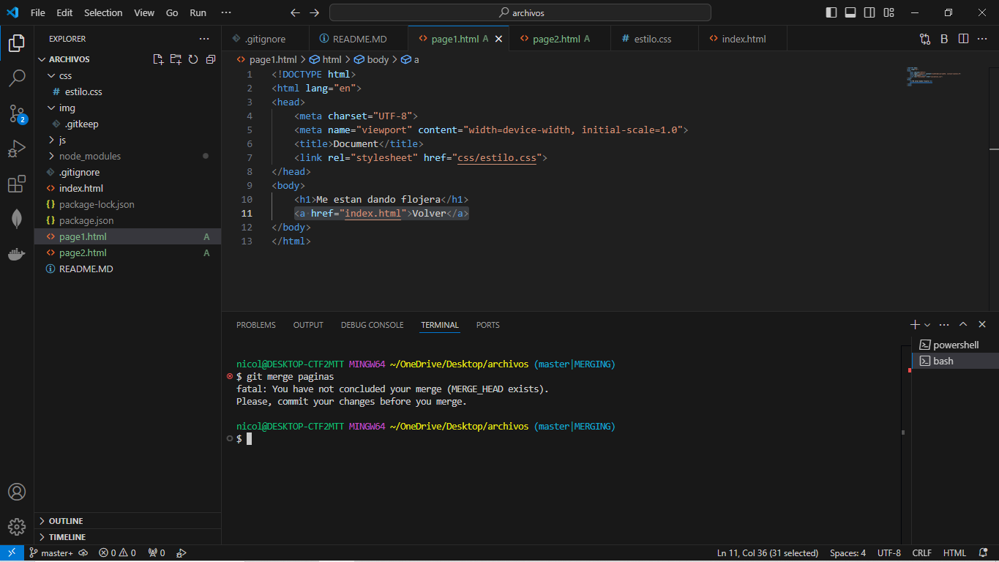 File Edit Selection View Go Run ···
archivos
EXPLORER
ARCHIVOS
css
# estilo.css
img
.gitkeep
js
node_modules
.gitignore
<> index.html
{} package-lock.json
{} package.json
<> page1.html A
<> page2.html A
README.MD
OUTLINE
TIMELINE
2
.gitignore
README.MD
<> page1.html A
<> page2.html A
# estilo.css
<> index.html
B
<> page1.html > html > body > a
1 <!DOCTYPE html>
2 <html lang="en">
3 <head>
4 <meta charset="UTF-8">
5 <meta name="viewport" content="width=device-width, initial-scale=1.0">
6 <title>Document</title>
7 <link rel="stylesheet" href="css/estilo.css">
8 </head>
9 <body>
10 <h1>Me estan dando flojera</h1>
11 <a href="index.html">Volver</a>
12 </body>
13 </html>
PROBLEMS OUTPUT DEBUG CONSOLE TERMINAL PORTS
powershell
bash
nicol@DESKTOP-CTF2MTT MINGW64 ~/OneDrive/Desktop/archivos (master|MERGING)
$ git merge paginas
fatal: You have not concluded your merge (MERGE_HEAD exists).
Please, commit your changes before you merge.
nicol@DESKTOP-CTF2MTT MINGW64 ~/OneDrive/Desktop/archivos (master|MERGING)
$
master+ 0 0 0 Ln 11, Col 36 (31 selected) Spaces: 4 UTF-8 CRLF HTML